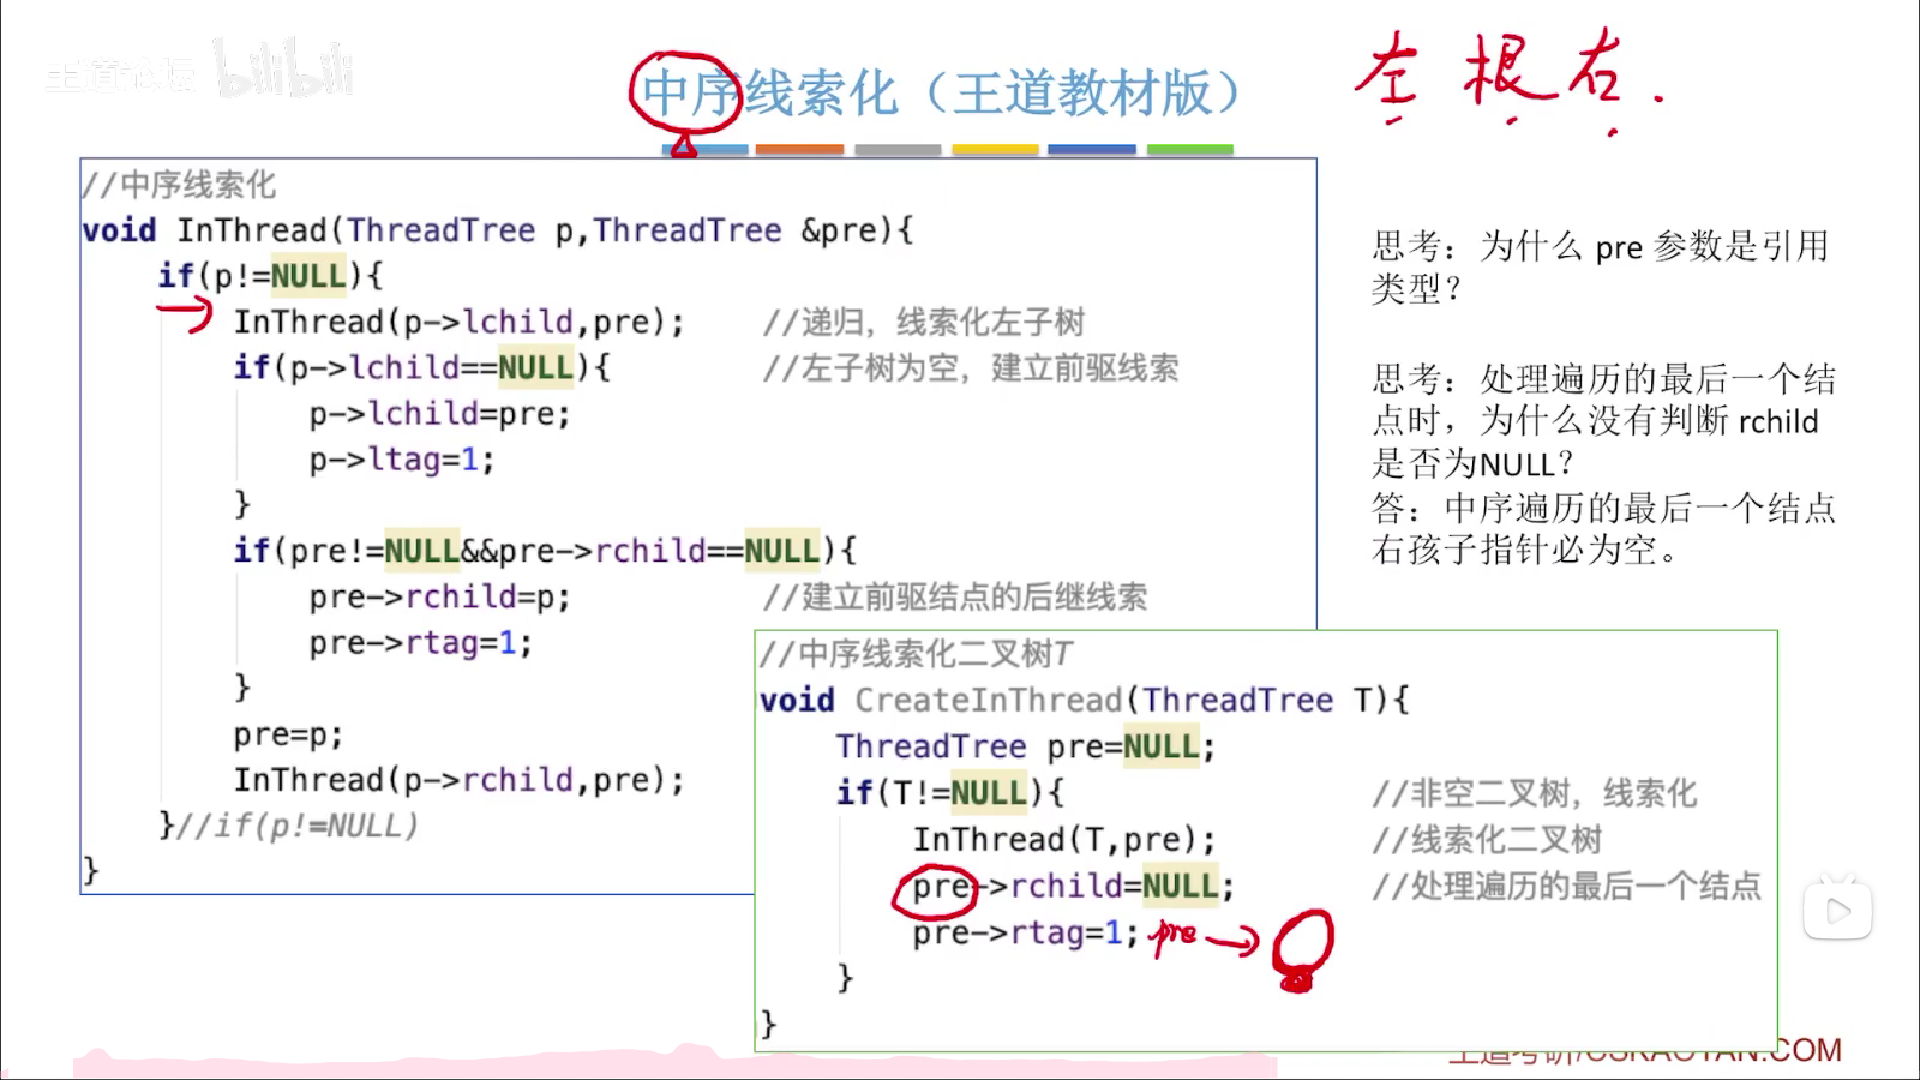 王道论坛 bilibili
中序线索化（王道教材版）
左 根 右.
//中序线索化
void InThread(ThreadTree p,ThreadTree &pre){
if(p!=NULL){
InThread(p->lchild,pre); //递归，线索化左子树
if(p->lchild==NULL){ //左子树为空，建立前驱线索
p->lchild=pre;
p->ltag=1;
}
if(pre!=NULL&&pre->rchild==NULL){
pre->rchild=p; //建立前驱结点的后继线索
pre->rtag=1;
}
pre=p;
InThread(p->rchild,pre);
}//if(p!=NULL)
}
思考：为什么 pre 参数是引用
类型？
思考：处理遍历的最后一个结
点时，为什么没有判断 rchild
是否为NULL？
答：中序遍历的最后一个结点
右孩子指针必为空。
//中序线索化二叉树T
void CreateInThread(ThreadTree T){
ThreadTree pre=NULL;
if(T!=NULL){ //非空二叉树，线索化
InThread(T,pre); //线索化二叉树
pre->rchild=NULL; //处理遍历的最后一个结点
pre->rtag=1; pre
}
}
王道考研/CSKAOYAN.COM